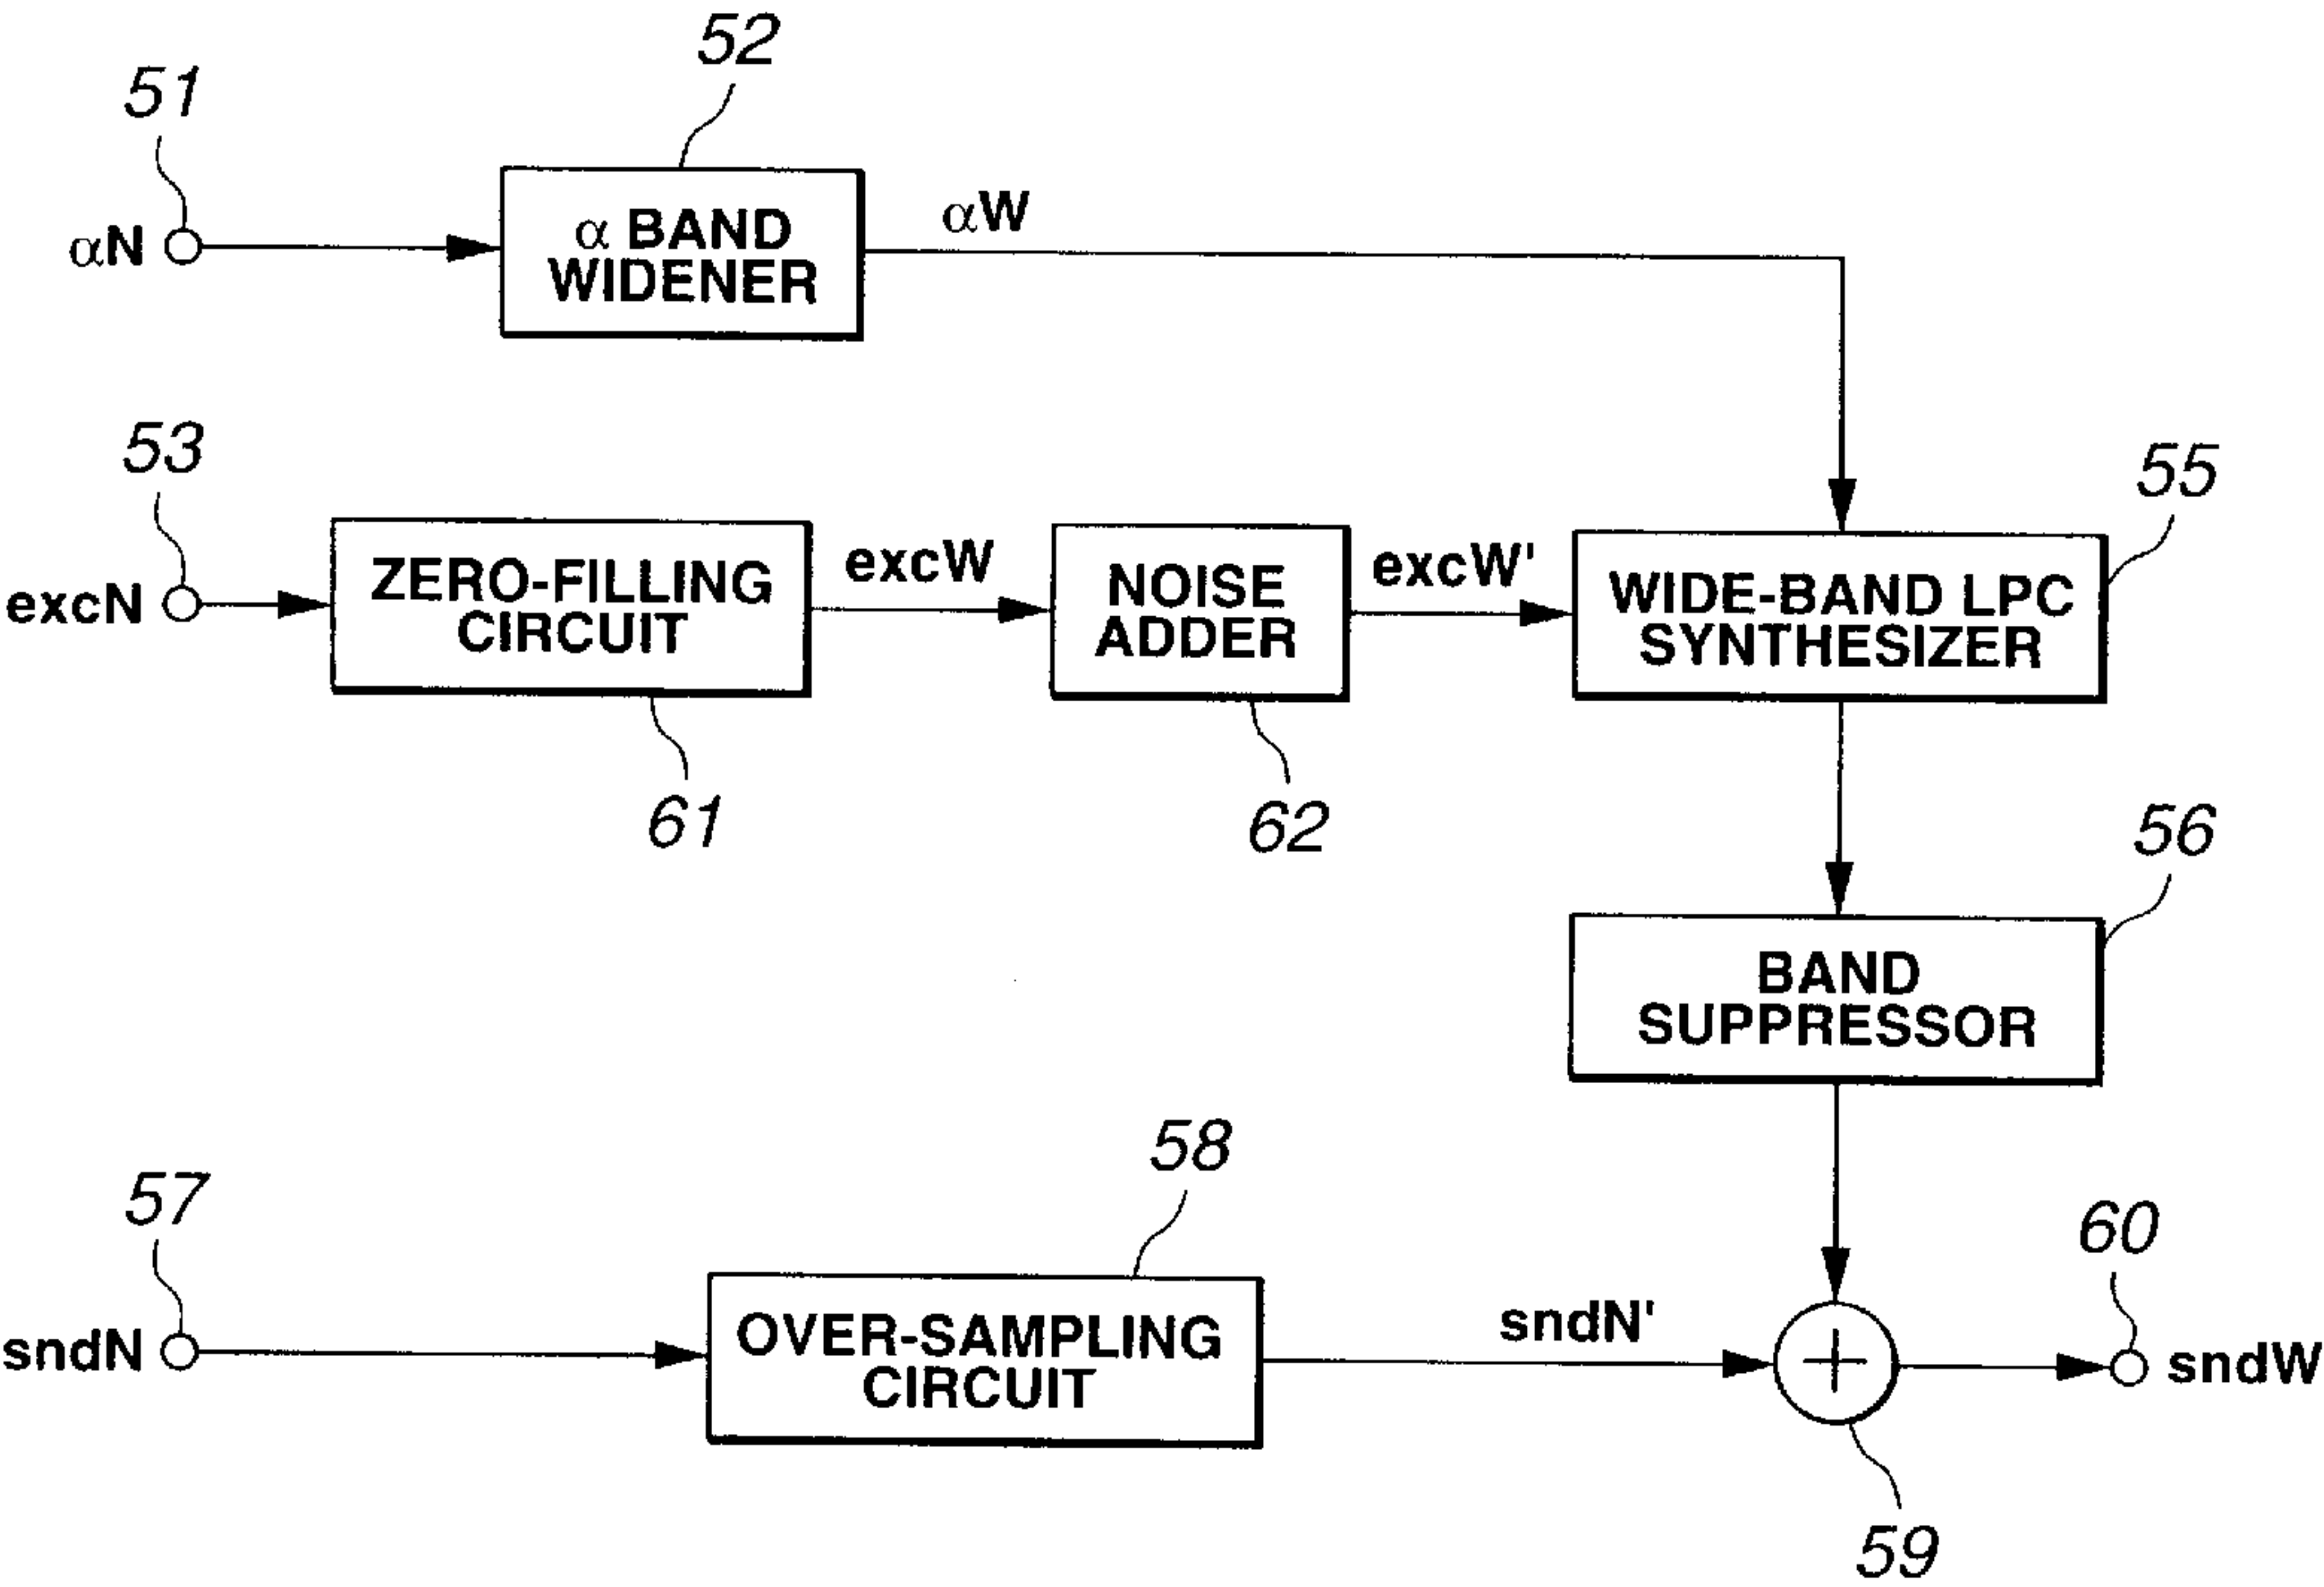 52
51
αN
α BAND
WIDENER
αW
53
excN
ZERO-FILLING
CIRCUIT
61
excW
NOISE
ADDER
62
excW'
WIDE-BAND LPC
SYNTHESIZER
55
BAND
SUPPRESSOR
56
57
sndN
OVER-SAMPLING
CIRCUIT
58
sndN'
59
60
sndW